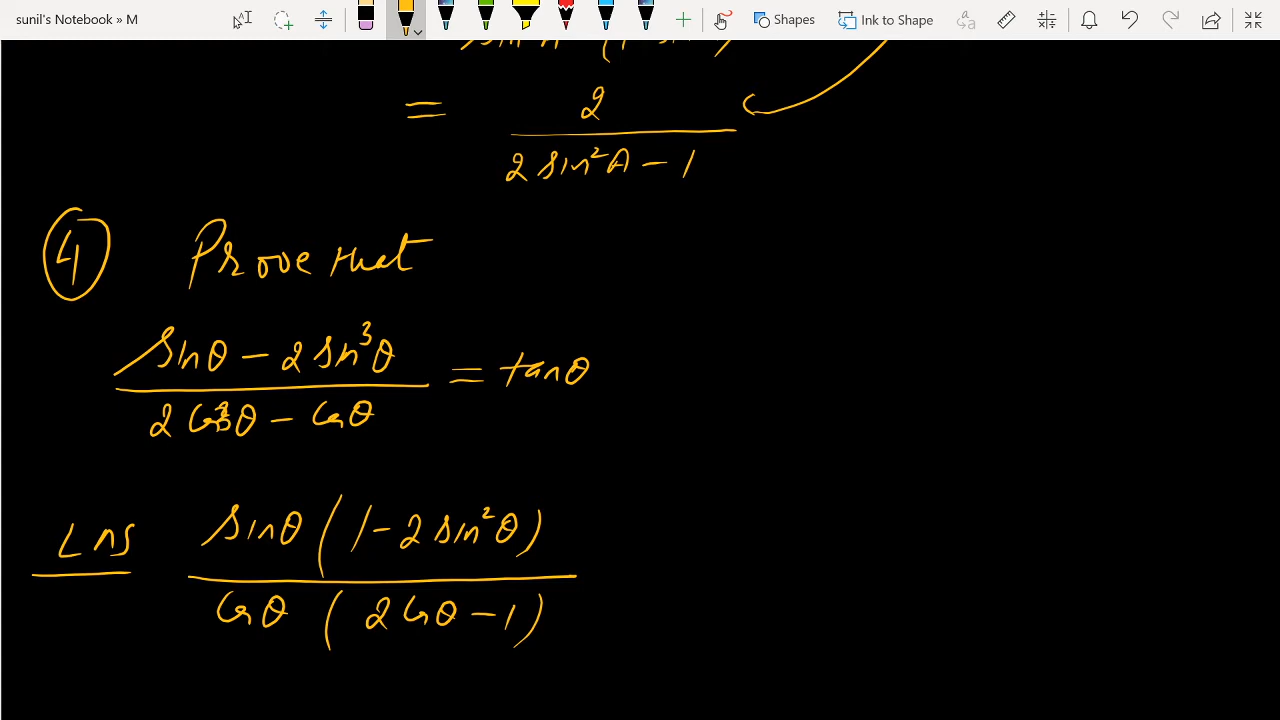 sunil's Notebook » M
Shapes
Ink to Shape
= 2 / (2 sin²A − 1)
④ Prove that
(sinθ − 2 sin³θ) / (2 cos³θ − cosθ) = tanθ
LHS sinθ (1 − 2 sin²θ) / cosθ (2 cosθ − 1)